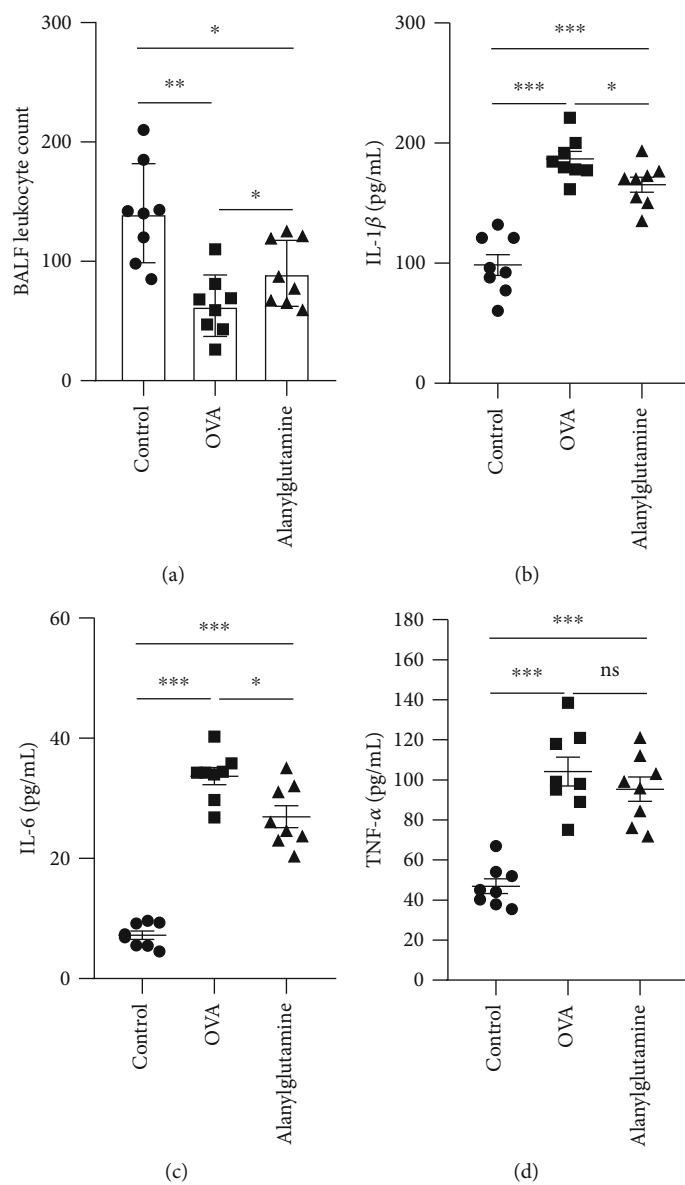 300
200
100
0
BALF leukocyte count
*
**
*
Control
OVA
Alanylglutamine
(a)
300
200
100
0
IL-1β (pg/mL)
***
***
*
Control
OVA
Alanylglutamine
(b)
60
40
20
0
IL-6 (pg/mL)
***
***
*
Control
OVA
Alanylglutamine
(c)
180
160
140
120
100
80
60
40
20
0
TNF-α (pg/mL)
***
***
ns
Control
OVA
Alanylglutamine
(d)